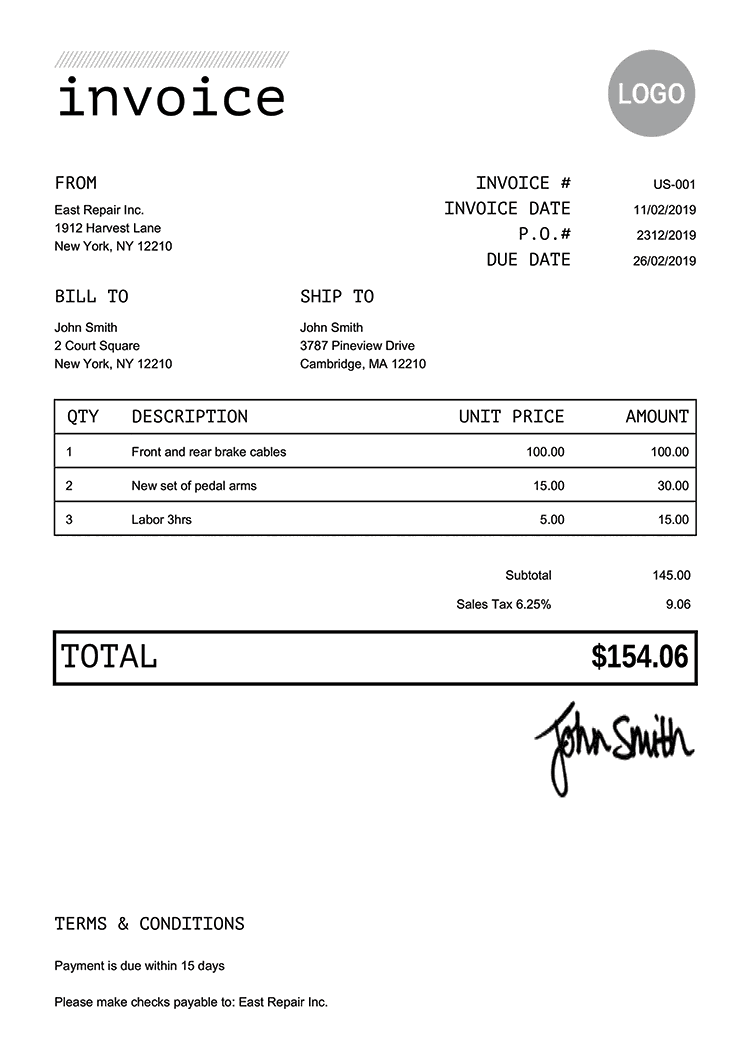 invoice
LOGO
FROM
East Repair Inc.
1912 Harvest Lane
New York, NY 12210
INVOICE # US-001
INVOICE DATE 11/02/2019
P.O.# 2312/2019
DUE DATE 26/02/2019
BILL TO
John Smith
2 Court Square
New York, NY 12210
SHIP TO
John Smith
3787 Pineview Drive
Cambridge, MA 12210
QTY DESCRIPTION UNIT PRICE AMOUNT
1 Front and rear brake cables 100.00 100.00
2 New set of pedal arms 15.00 30.00
3 Labor 3hrs 5.00 15.00
Subtotal 145.00
Sales Tax 6.25% 9.06
TOTAL $154.06
John Smith
TERMS & CONDITIONS
Payment is due within 15 days
Please make checks payable to: East Repair Inc.